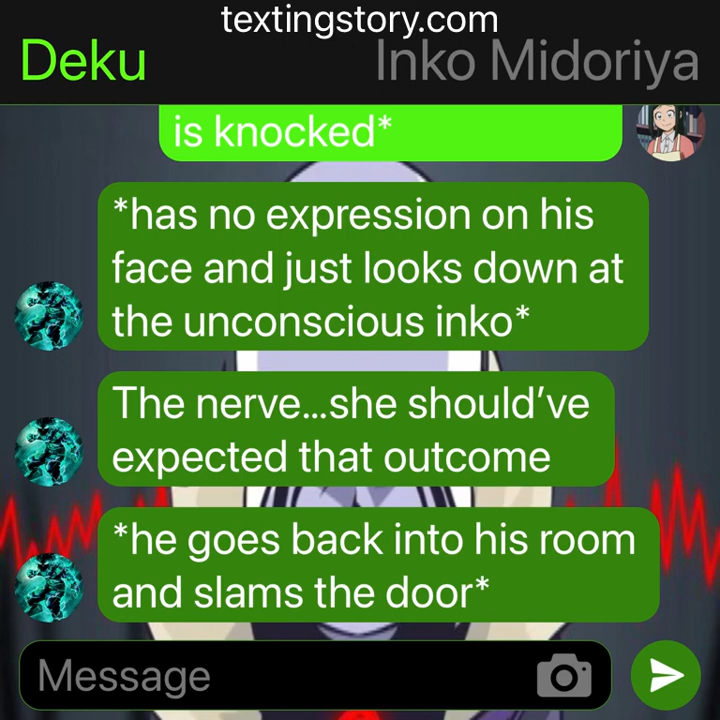 textingstory.com
Deku
Inko Midoriya
is knocked*
*has no expression on his
face and just looks down at
the unconscious inko*
The nerve...she should’ve
expected that outcome
*he goes back into his room
and slams the door*
Message